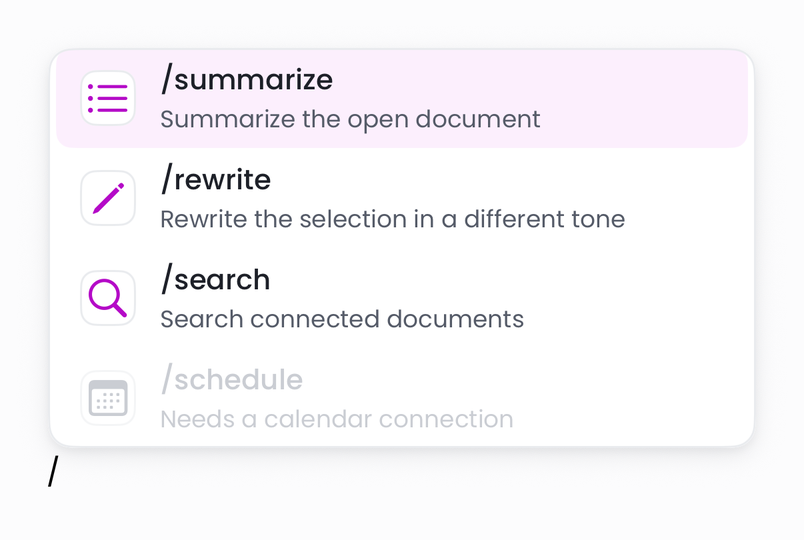 /summarize
Summarize the open document
/rewrite
Rewrite the selection in a different tone
/search
Search connected documents
/schedule
Needs a calendar connection
/